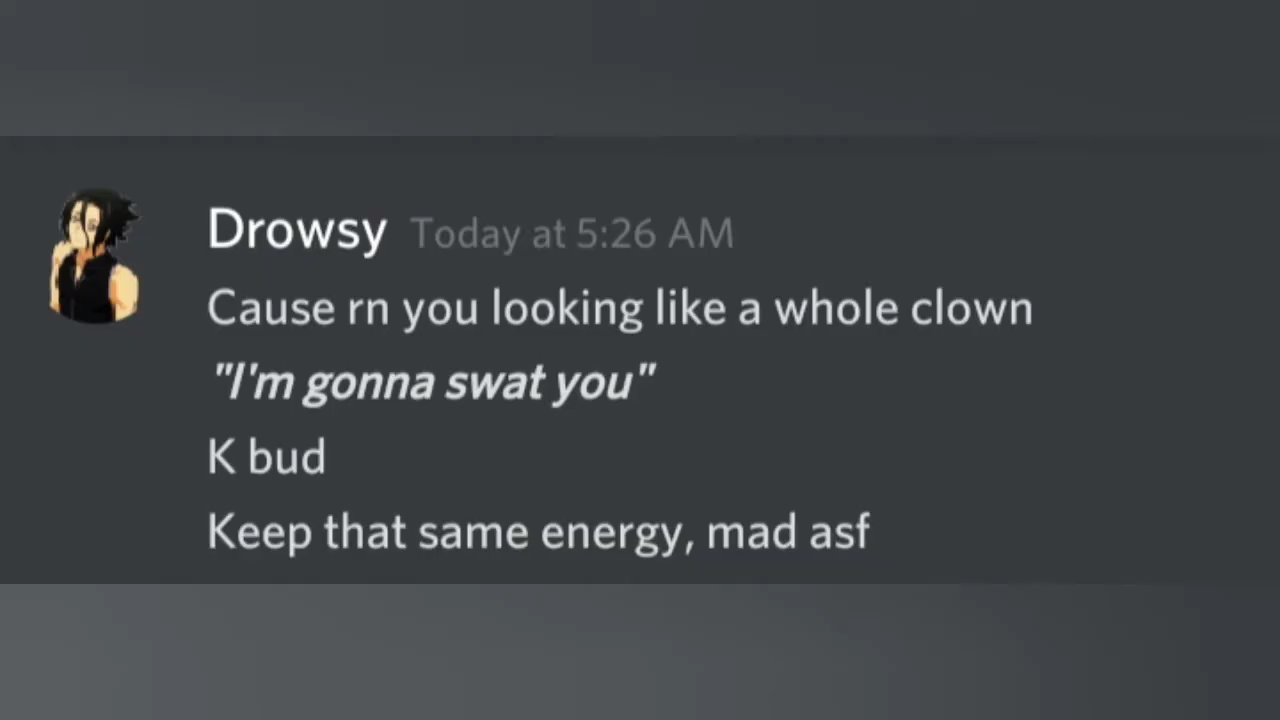 Drowsy Today at 5:26 AM
Cause rn you looking like a whole clown
"I'm gonna swat you"
K bud
Keep that same energy, mad asf